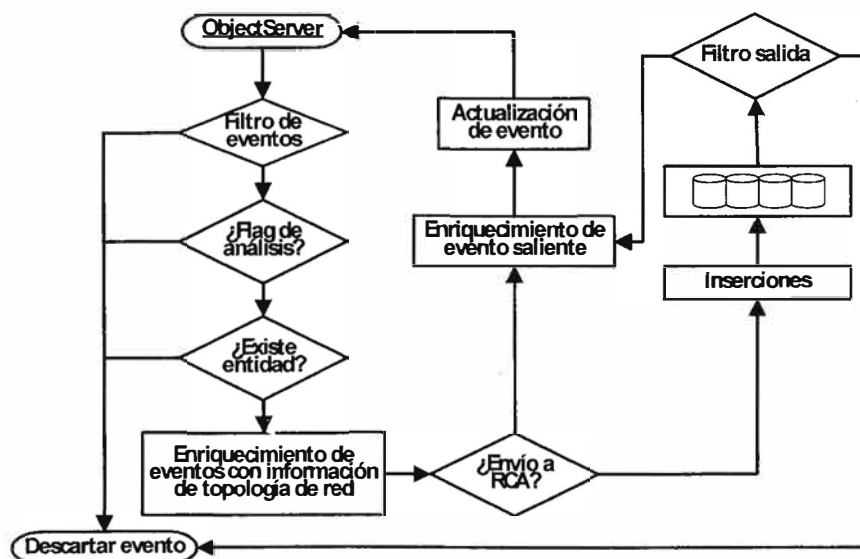 ObjectServer
Filtro de
eventos
¿Flag de
análisis?
¿Existe
entidad?
Enriquecimiento de
eventos con información
de topología de red
Descartar evento
¿Envío a
RCA?
Enriquecimiento de
evento saliente
Actualización
de evento
Filtro salida
Inserciones